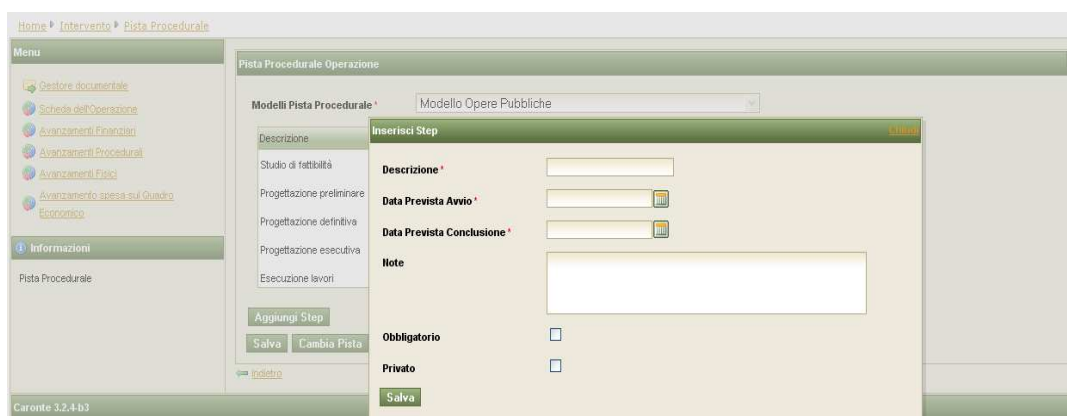 Home Intervento Pista Procedurale
Menu
Gestore documentale
Scheda dell'Operazione
Avanzamenti Finanziari
Avanzamenti Procedurali
Avanzamenti Fisici
Avanzamento spesa sul Quadro
Economico
Informazioni
Pista Procedurale
Pista Procedurale Operazione
Modelli Pista Procedurale * Modello Opere Pubbliche
Descrizione
Studio di fattibilità
Progettazione preliminare
Progettazione definitiva
Progettazione esecutiva
Esecuzione lavori
Aggiungi Step
Salva Cambia Pista
Indietro
Inserisci Step Chiudi
Descrizione *
Data Prevista Avvio *
Data Prevista Conclusione *
Note
Obbligatorio
Privato
Salva
Caronte 3.2.4-b3